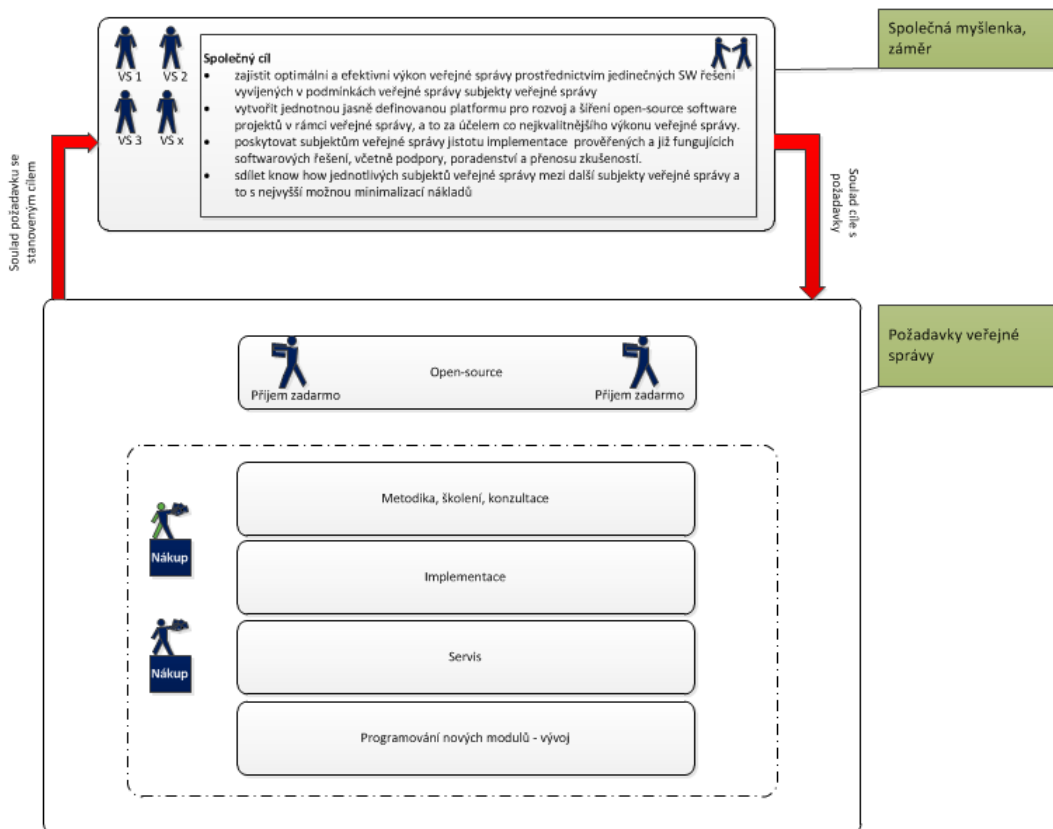 Společná myšlenka,
záměr
VS 1
VS 2
VS 3
VS x
Společný cíl
• zajistit optimální a efektivní výkon veřejné správy prostřednictvím jedinečných SW řešení
vyvíjených v podmínkách veřejné správy subjekty veřejné správy
• vytvořit jednotnou jasně definovanou platformu pro rozvoj a šíření open-source software
projektů v rámci veřejné správy, a to za účelem co nejkvalitnějšího výkonu veřejné správy.
• poskytovat subjektům veřejné správy jistotu implementace prověřených a již fungujících
softwarových řešení, včetně podpory, poradenství a přenosu zkušeností.
• sdílet know how jednotlivých subjektů veřejné správy mezi další subjekty veřejné správy a
to s nejvyšší možnou minimalizací nákladů
Soulad požadavku se
stanoveným cílem
Soulad cíle s
požadavky
Požadavky veřejné
správy
Open-source
Příjem zadarmo
Příjem zadarmo
Metodika, školení, konzultace
Nákup
Implementace
Servis
Nákup
Programování nových modulů - vývoj